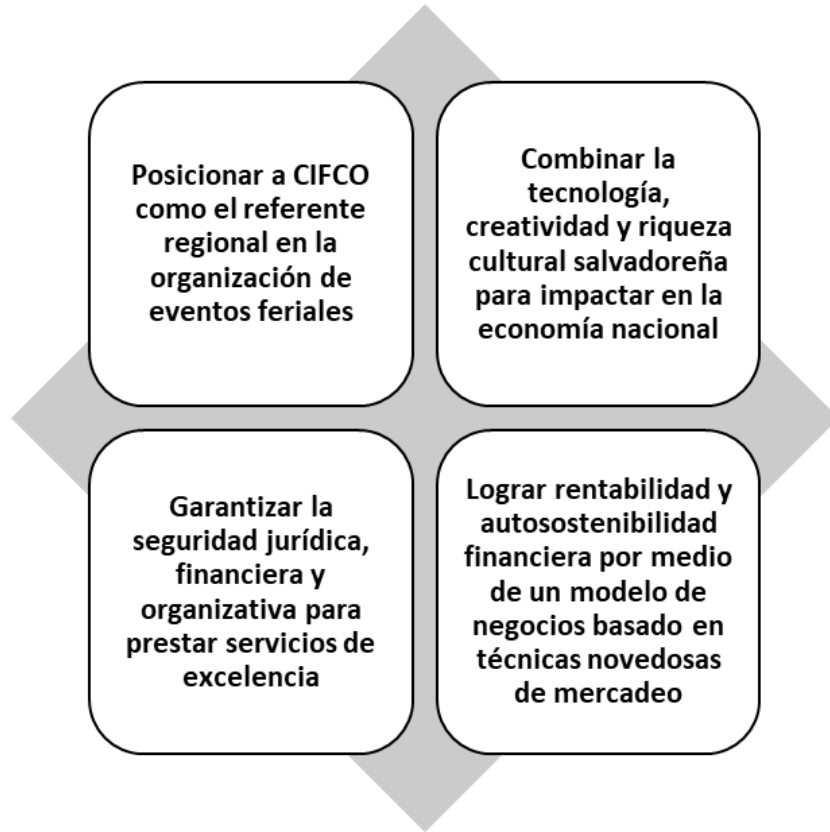 Posicionar a CIFCO
como el referente
regional en la
organización de
eventos feriales
Combinar la
tecnología,
creatividad y riqueza
cultural salvadoreña
para impactar en la
economía nacional
Garantizar la
seguridad jurídica,
financiera y
organizativa para
prestar servicios de
excelencia
Lograr rentabilidad y
autosostenibilidad
financiera por medio
de un modelo de
negocios basado en
técnicas novedosas
de mercadeo